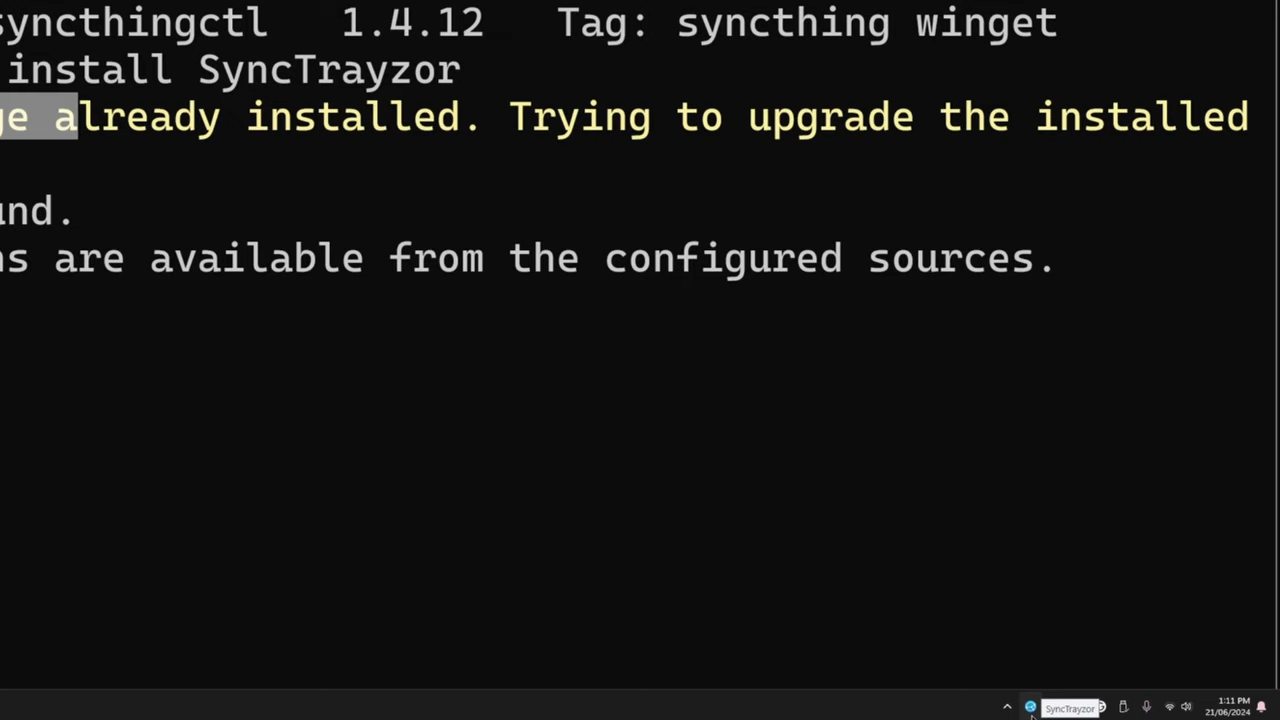 syncthingctl 1.4.12 Tag: syncthing winget
install SyncTrayzor
ge already installed. Trying to upgrade the installed
und.
ns are available from the configured sources.
SyncTrayzor
1:11 PM
21/06/2024